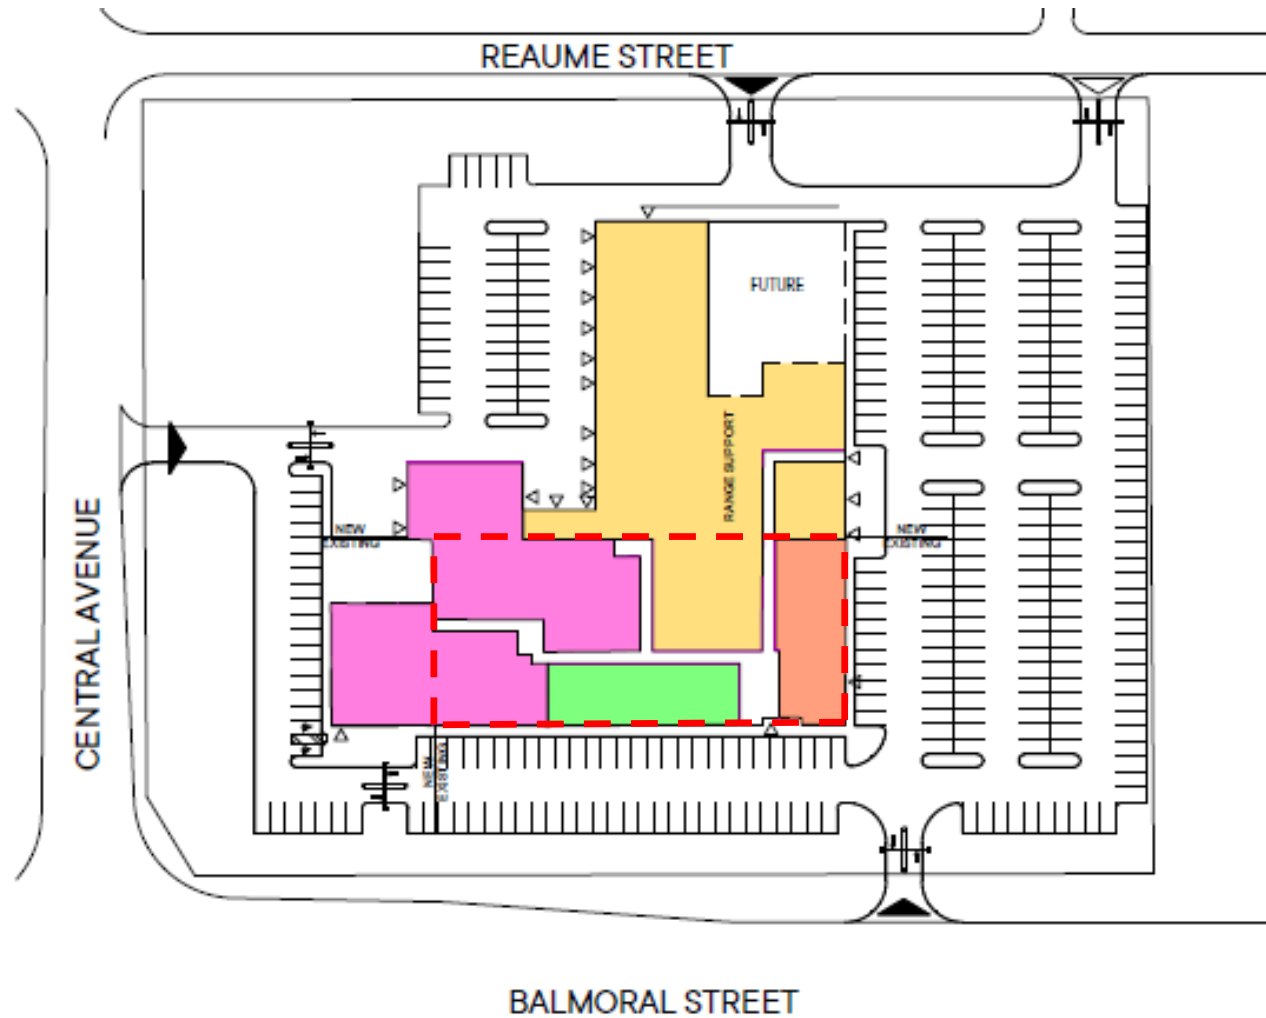 REAUME STREET
FUTURE
RANGE SUPPORT
NEW
EXISTING
NEW
EXISTING
CENTRAL AVENUE
NEW
EXISTING
BALMORAL STREET